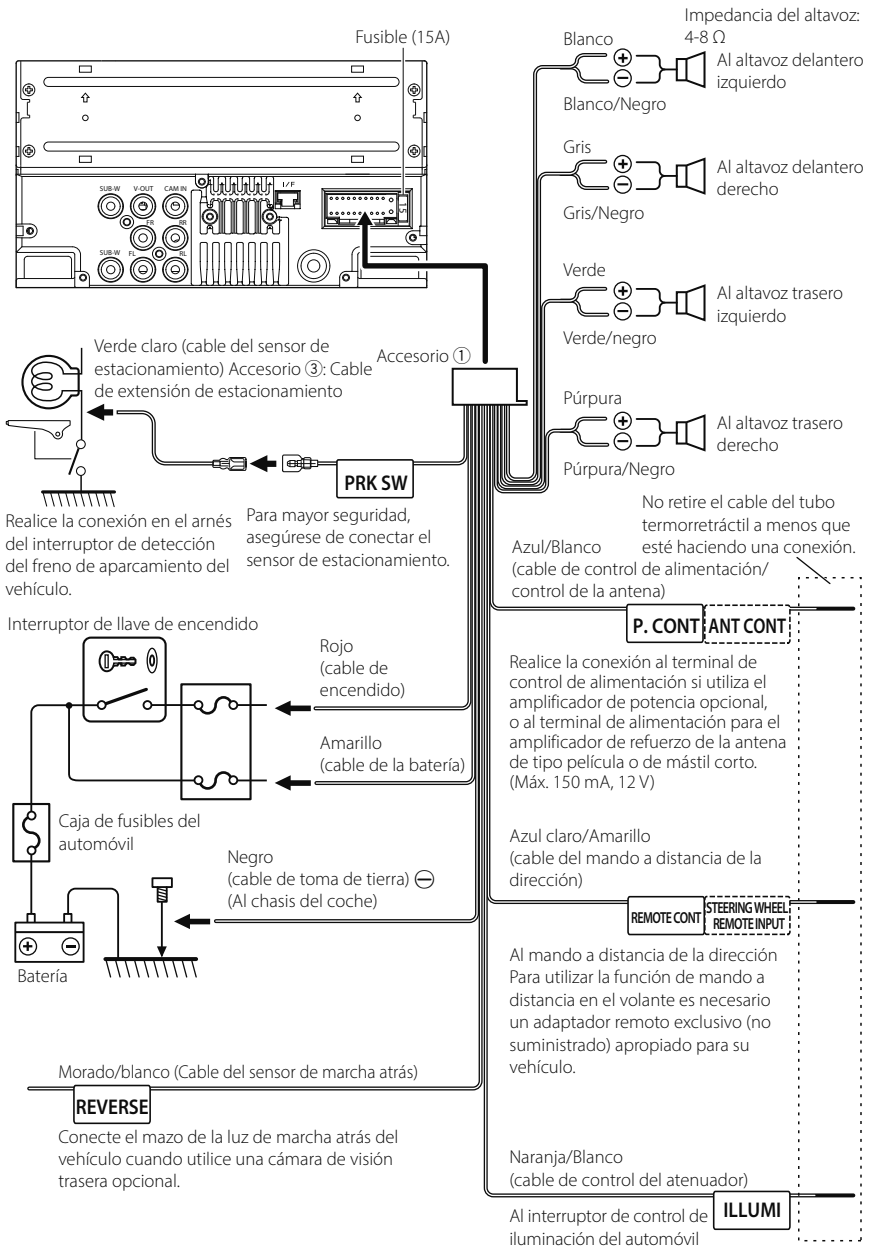 Impedancia del altavoz:
4-8 Ω
Fusible (15A)
Blanco
Al altavoz delantero
izquierdo
Blanco/Negro
Gris
Al altavoz delantero
derecho
Gris/Negro
Verde
Al altavoz trasero
izquierdo
Verde/negro
Púrpura
Al altavoz trasero
derecho
Púrpura/Negro
SUB-W V-OUT CAM IN
I/F
15
FR RR
SUB-W FL RL
Verde claro (cable del sensor de
estacionamiento) Accesorio ③: Cable
de extensión de estacionamiento
Accesorio ①
PRK SW
Realice la conexión en el arnés
del interruptor de detección
del freno de aparcamiento del
vehículo.
Para mayor seguridad,
asegúrese de conectar el
sensor de estacionamiento.
No retire el cable del tubo
termorretráctil a menos que
esté haciendo una conexión.
Azul/Blanco
(cable de control de alimentación/
control de la antena)
P. CONT ANT CONT
Realice la conexión al terminal de
control de alimentación si utiliza el
amplificador de potencia opcional,
o al terminal de alimentación para el
amplificador de refuerzo de la antena
de tipo película o de mástil corto.
(Máx. 150 mA, 12 V)
Interruptor de llave de encendido
Rojo
(cable de
encendido)
Amarillo
(cable de la batería)
Caja de fusibles del
automóvil
Negro
(cable de toma de tierra) ⊖
(Al chasis del coche)
Batería
Azul claro/Amarillo
(cable del mando a distancia de la
dirección)
REMOTE CONT
STEERING WHEEL
REMOTE INPUT
Al mando a distancia de la dirección
Para utilizar la función de mando a
distancia en el volante es necesario
un adaptador remoto exclusivo (no
suministrado) apropiado para su
vehículo.
Morado/blanco (Cable del sensor de marcha atrás)
REVERSE
Conecte el mazo de la luz de marcha atrás del
vehículo cuando utilice una cámara de visión
trasera opcional.
Naranja/Blanco
(cable de control del atenuador)
ILLUMI
Al interruptor de control de
iluminación del automóvil